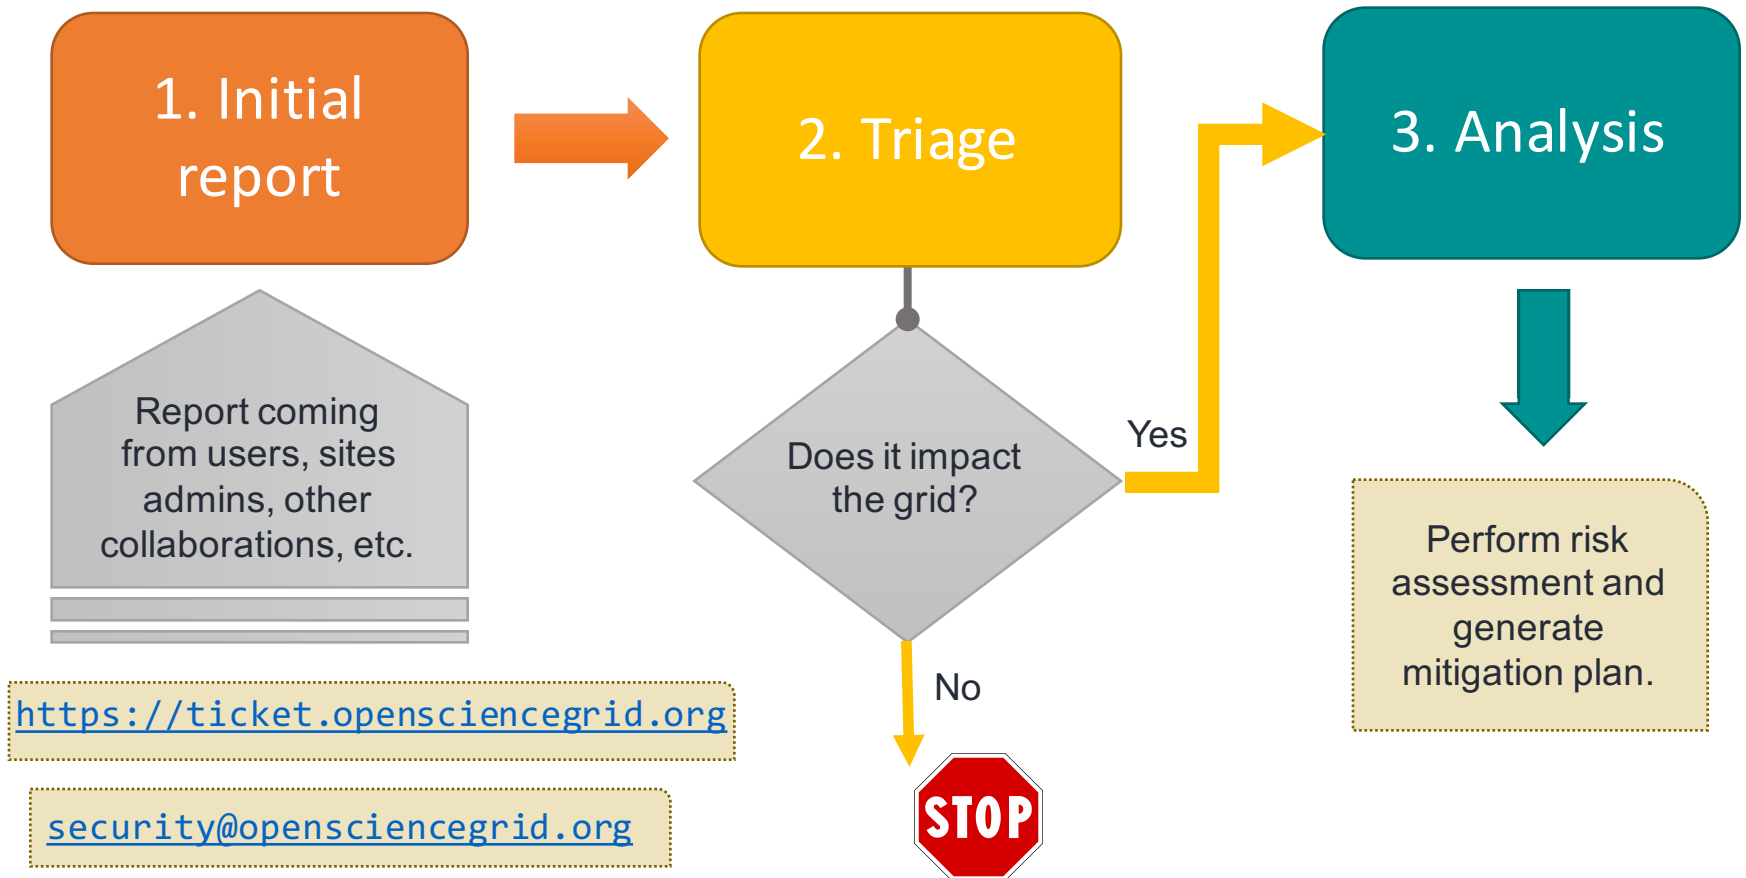 1. Initial
report
Report coming
from users, sites
admins, other
collaborations, etc.
https://ticket.opensciencegrid.org
security@opensciencegrid.org
2. Triage
Does it impact
the grid?
Yes
No
STOP
3. Analysis
Perform risk
assessment and
generate
mitigation plan.